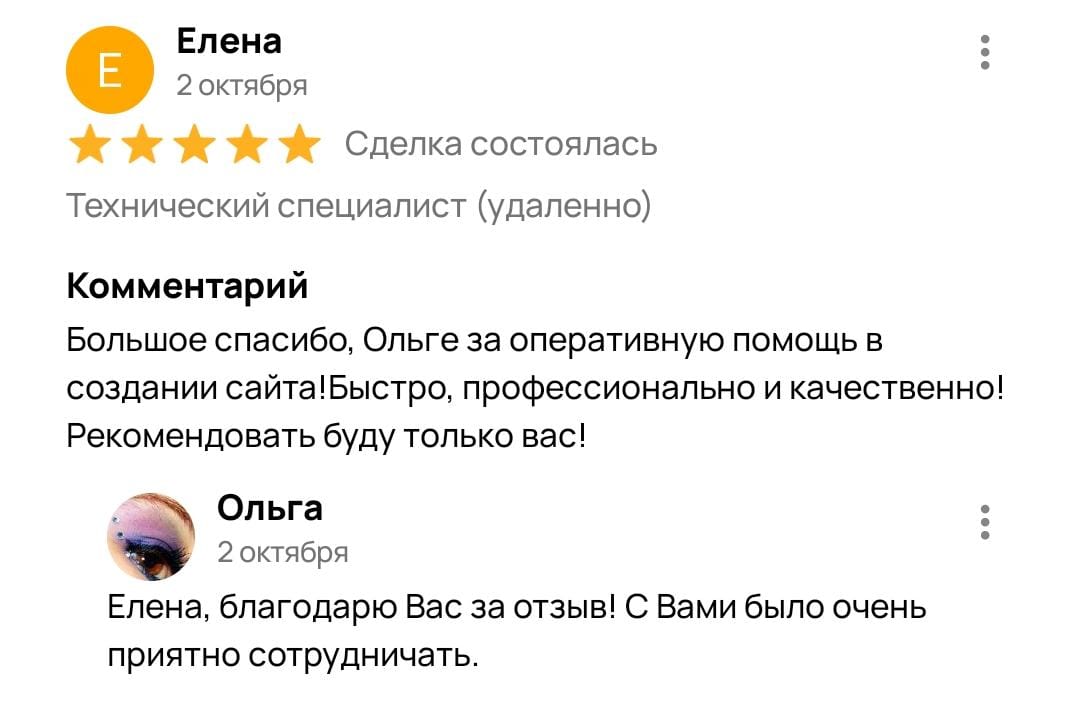 Е
Елена
2 октября
Сделка состоялась
Технический специалист (удаленно)
Комментарий
Большое спасибо, Ольге за оперативную помощь в
создании сайта!Быстро, профессионально и качественно!
Рекомендовать буду только вас!
Ольга
2 октября
Елена, благодарю Вас за отзыв! С Вами было очень
приятно сотрудничать.